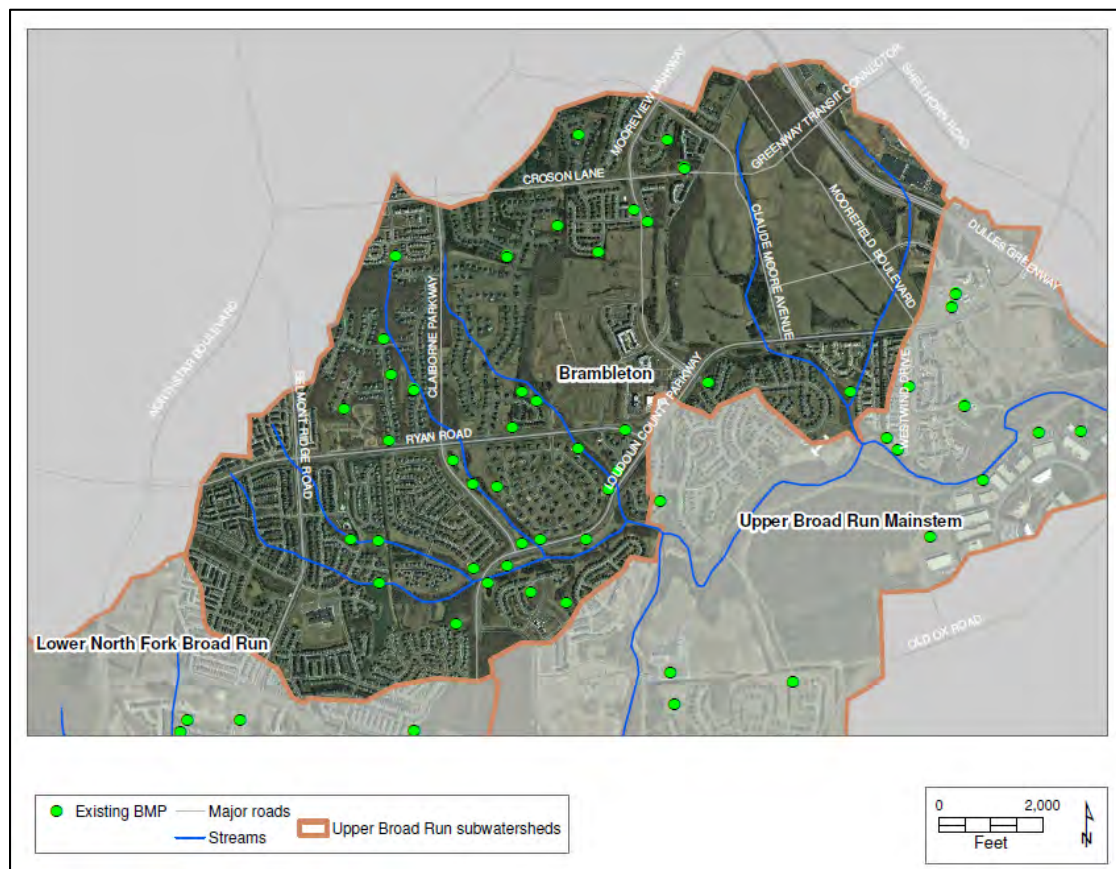 MOOREVIEW PARKWAY
GREENWAY TRANSIT CONNECTOR
SHELLHORN ROAD
CROSON LANE
CLAUDE MOORE AVENUE
MOOREFIELD BOULEVARD
DULLES GREENWAY
NORTHSTAR BOULEVARD
CLAIBORNE PARKWAY
BELMONT RIDGE ROAD
Brambleton
LOUDOUN COUNTY PARKWAY
WESTWIND DRIVE
RYAN ROAD
Upper Broad Run Mainstem
OLD OX ROAD
Lower North Fork Broad Run
Existing BMP
Major roads
Streams
Upper Broad Run subwatersheds
0 2,000
Feet
N